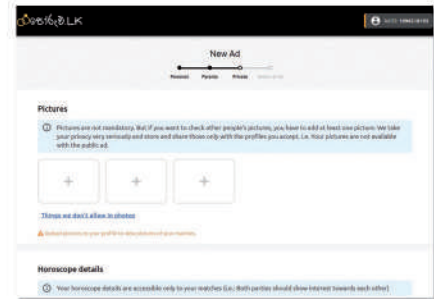 New Ad
Personal Parents Private
Pictures
Pictures are not mandatory. But if you want to check other people's pictures, you have to add at least one picture. We take
your privacy very seriously and store and share those only with the profiles you accept. i.e. Your pictures are not available
with the public ad.
+ + +
Things we don't allow in photos
Horoscope details
Your horoscope details are accessible only to your matches (i.e.: Both parties should show interest towards each other)